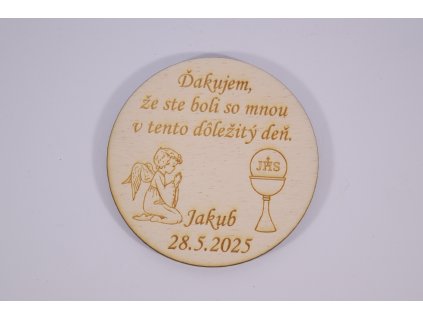 Ďakujem,
že ste boli so mnou
v tento dôležitý deň.
JHS
Jakub
28.5.2025